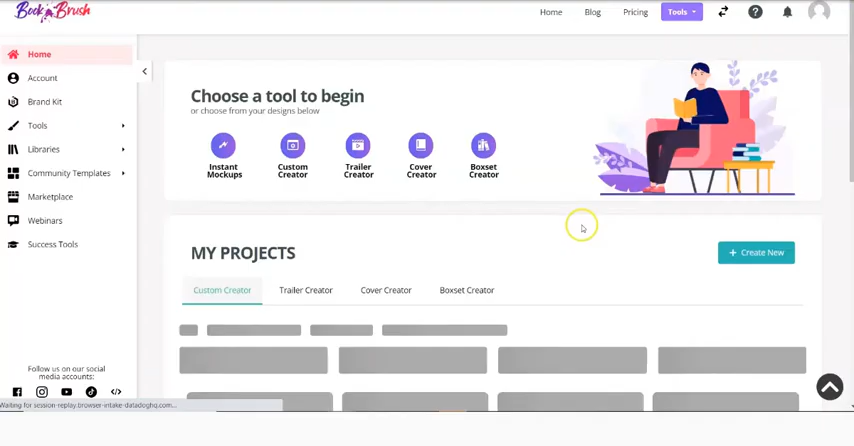 Book Brush
Home
Blog
Pricing
Tools
?
Home
Account
Brand Kit
Tools
Libraries
Community Templates
Marketplace
Webinars
Success Tools
Follow us on our social
media accounts:
Waiting for session-replay.browser-intake-datadoghq.com...
Choose a tool to begin
or choose from your designs below
Instant
Mockups
Custom
Creator
Trailer
Creator
Cover
Creator
Boxset
Creator
MY PROJECTS
+ Create New
Custom Creator
Trailer Creator
Cover Creator
Boxset Creator